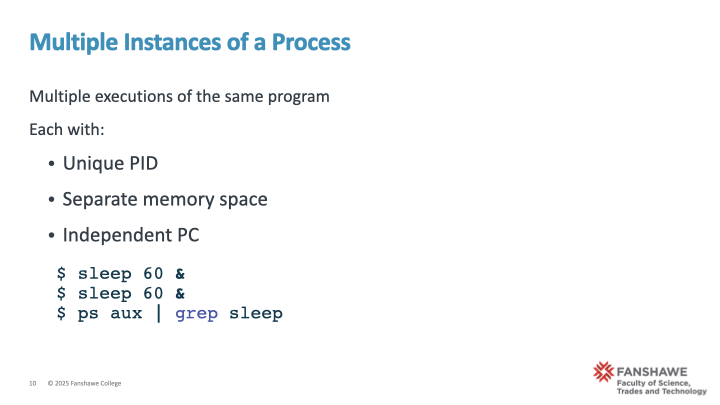 Multiple Instances of a Process
Multiple executions of the same program
Each with:
• Unique PID
• Separate memory space
• Independent PC
$ sleep 60 &
$ sleep 60 &
$ ps aux | grep sleep
10 © 2025 Fanshawe College
FANSHAWE
Faculty of Science,
Trades and Technology